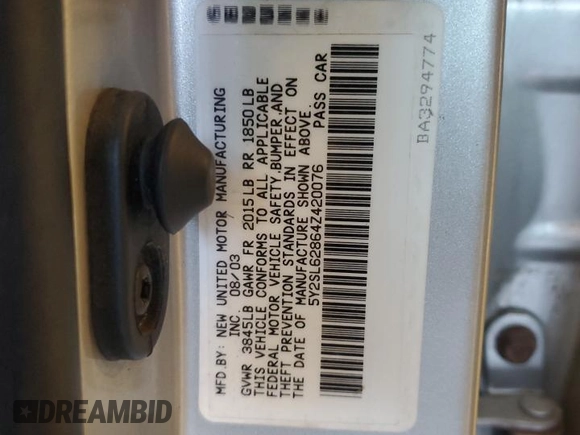 MFD.BY: NEW UNITED MOTOR MANUFACTURING
INC. 08/03
GVWR 3845LB GAWR FR 2015LB RR 1850LB
THIS VEHICLE CONFORMS TO ALL APPLICABLE
FEDERAL MOTOR VEHICLE SAFETY,BUMPER,AND
THEFT PREVENTION STANDARDS IN EFFECT ON
THE DATE OF MANUFACTURE SHOWN ABOVE.
5Y2SL62864Z420076 PASS CAR
BA3294774
DREAMBID